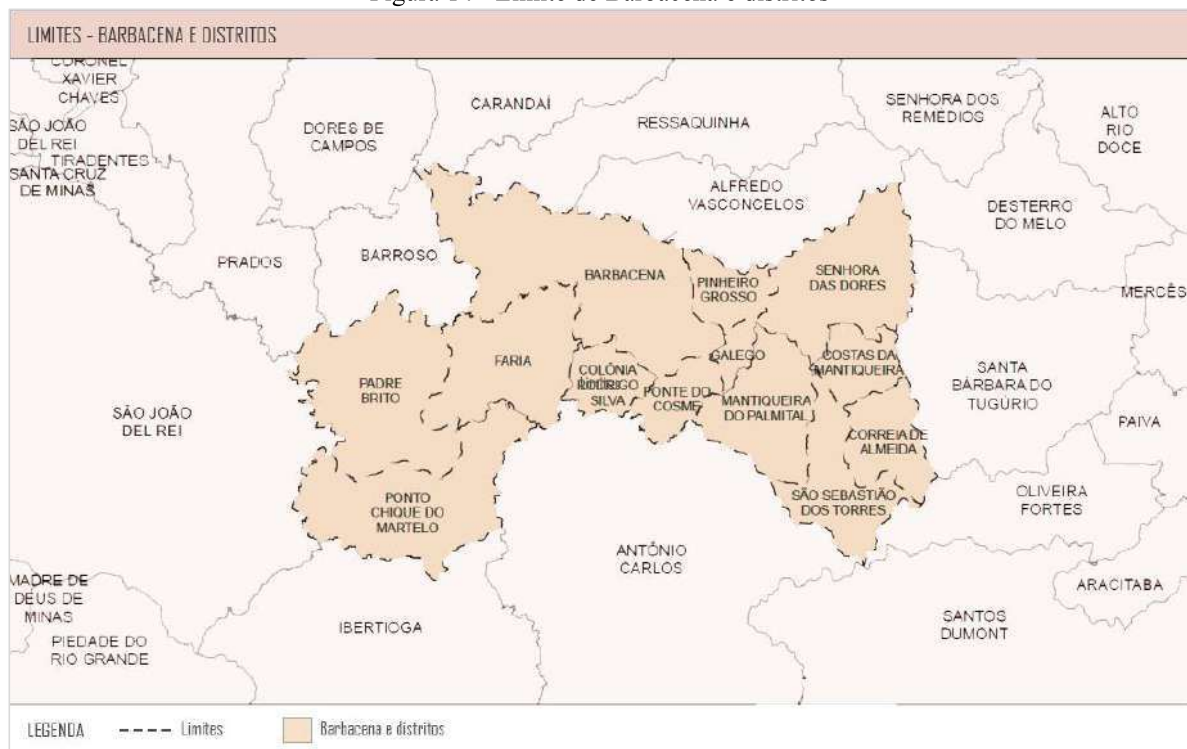 LIMITES - BARBACENA E DISTRITOS
CORONEL
XAVIER
CHAVES
SÃO JOÃO
DEL REI
TIRADENTES
SANTA CRUZ
DE MINAS
DORES DE
CAMPOS
CARANDAÍ
RESSAQUINHA
SENHORA DOS
REMÉDIOS
ALTO
RIO
DOCE
ALFREDO
VASCONCELOS
DESTERRO
DO MELO
PRADOS
BARROSO
BARBACENA
PINHEIRO
GROSSO
SENHORA
DAS DORES
MERCÊS
FARIA
GALEGO
COSTAS DA
MANTIQUEIRA
SANTA
BÁRBARA DO
TUGÚRIO
PADRE
BRITO
COLÔNIA
RODRIGO
SILVA
PONTE DO
COSME
MANTIQUEIRA
DO PALMITAL
SÃO JOÃO
DEL REI
PAIVA
CORREIA DE
ALMEIDA
PONTO
CHIQUE DO
MARTELO
SÃO SEBASTIÃO
DOS TORRES
OLIVEIRA
FORTES
ANTÔNIO
CARLOS
MADRE DE
DEUS DE
MINAS
ARACITABA
IBERTIOGA
SANTOS
DUMONT
PIEDADE DO
RIO GRANDE
LEGENDA
Limites
Barbacena e distritos